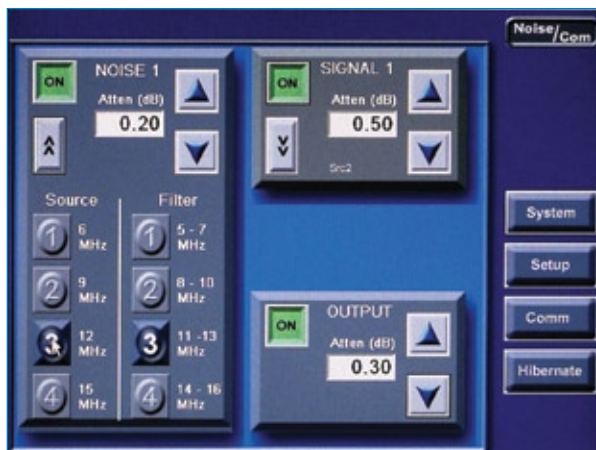 Noise/Com
ON
NOISE 1
Atten (dB)
0.20
Source
Filter
1
6 MHz
1
5 - 7 MHz
2
9 MHz
2
8 - 10 MHz
3
12 MHz
3
11 -13 MHz
4
15 MHz
4
14 - 16 MHz
ON
SIGNAL 1
Atten (dB)
0.50
Src2
ON
OUTPUT
Atten (dB)
0.30
System
Setup
Comm
Hibernate